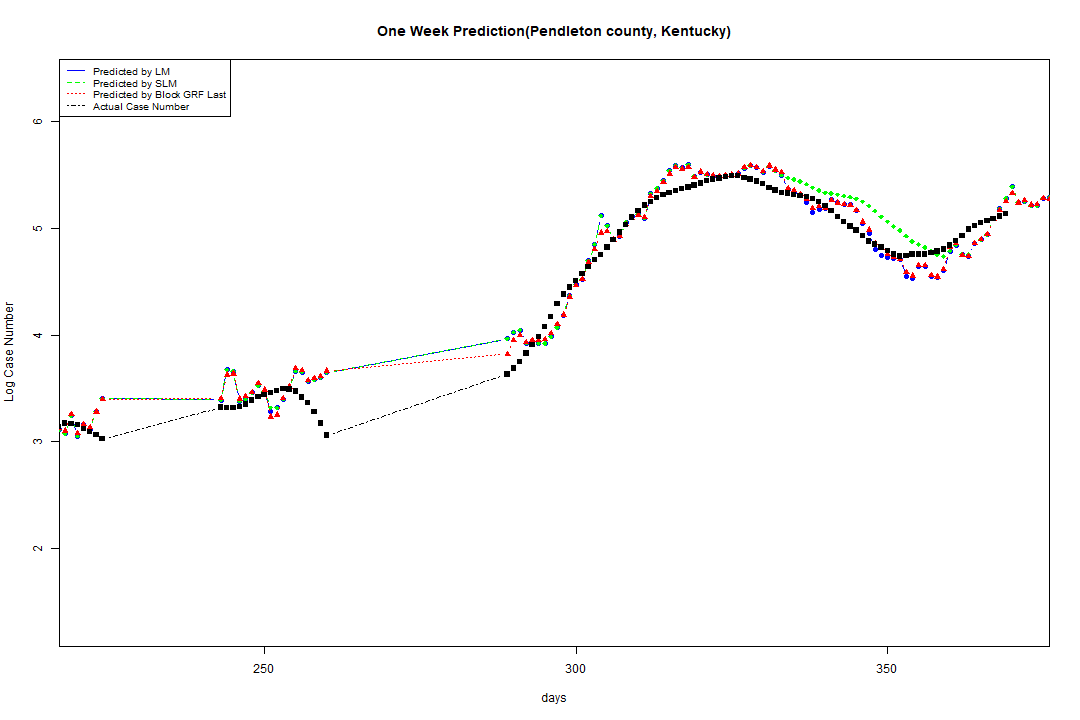 One Week Prediction(Pendleton county, Kentucky)
Predicted by LM
Predicted by SLM
Predicted by Block GRF Last
Actual Case Number
6
5
4
3
2
Log Case Number
250 300 350
days